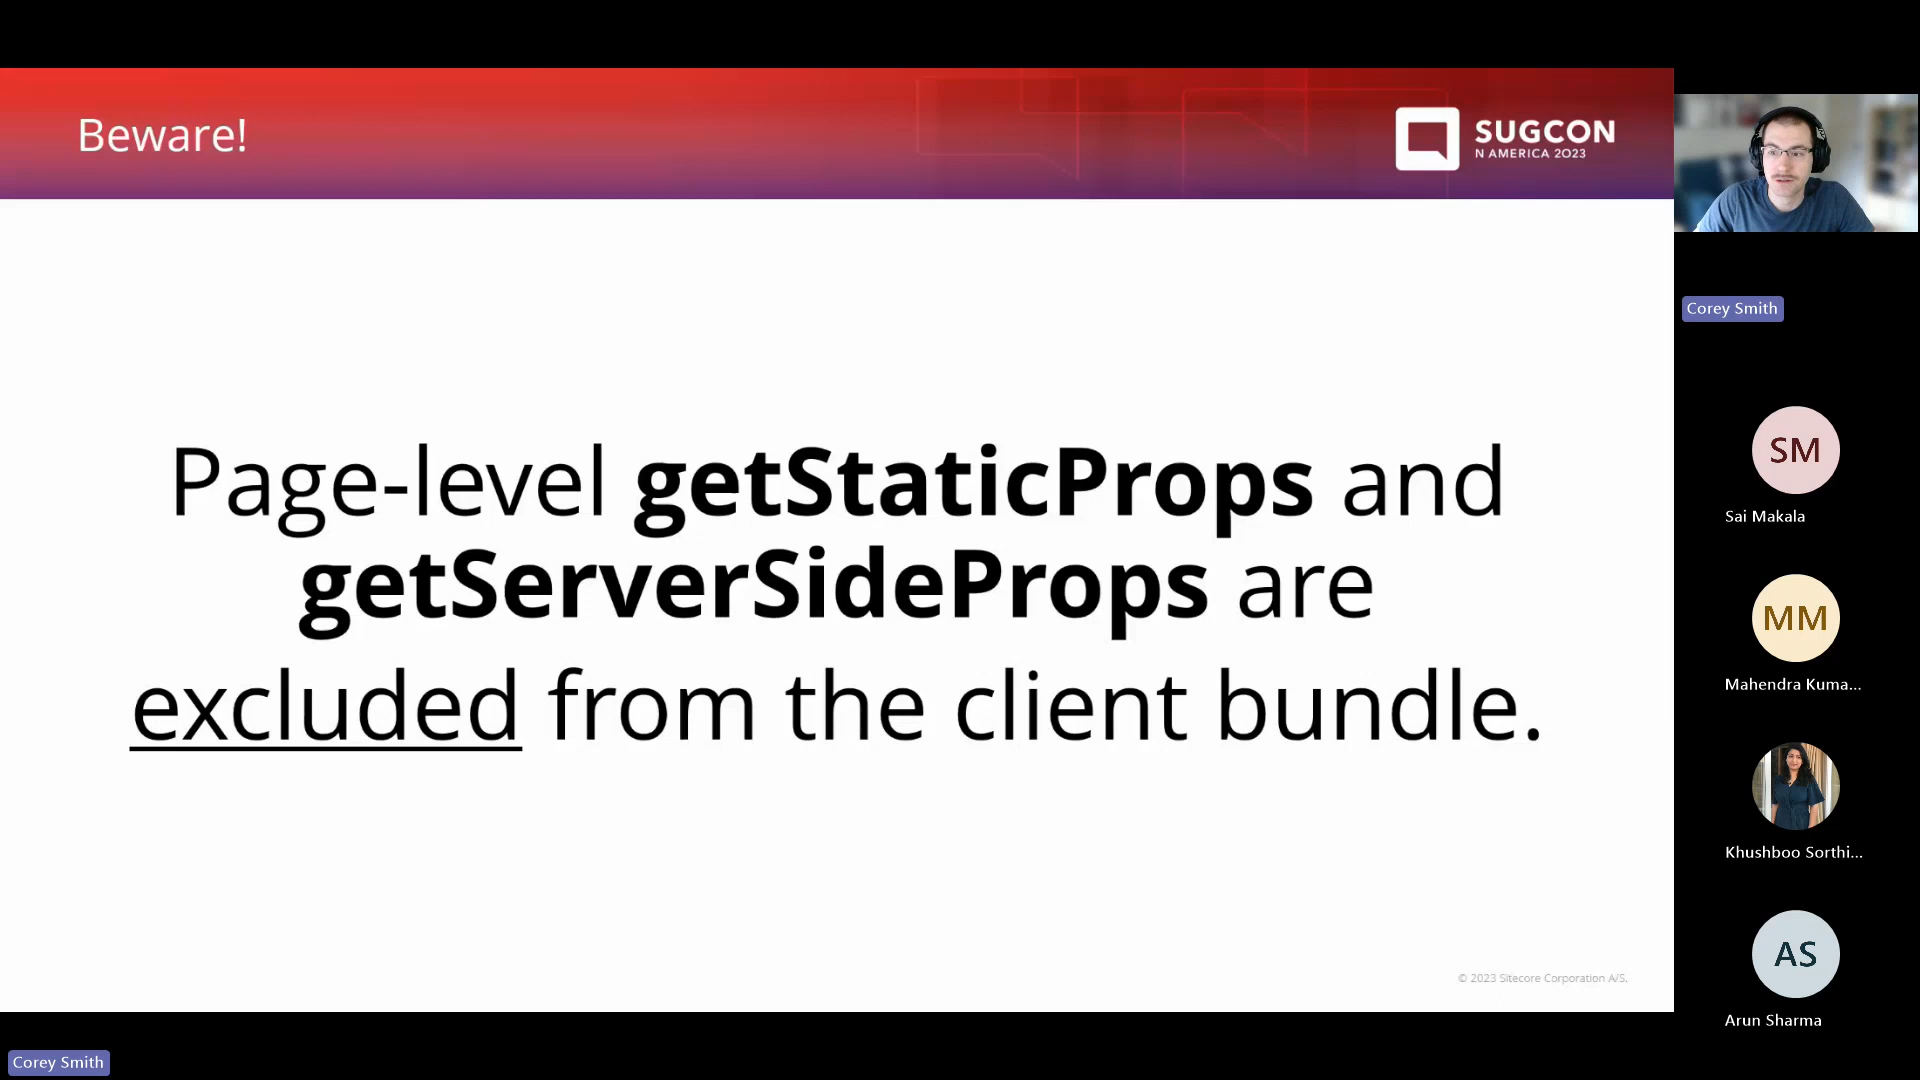 Beware!
SUGCON
N AMERICA 2023
Page-level getStaticProps and
getServerSideProps are
excluded from the client bundle.
© 2023 Sitecore Corporation A/S.
Corey Smith
SM
Sai Makala
MM
Mahendra Kuma...
Khushboo Sorthi...
AS
Arun Sharma
Corey Smith